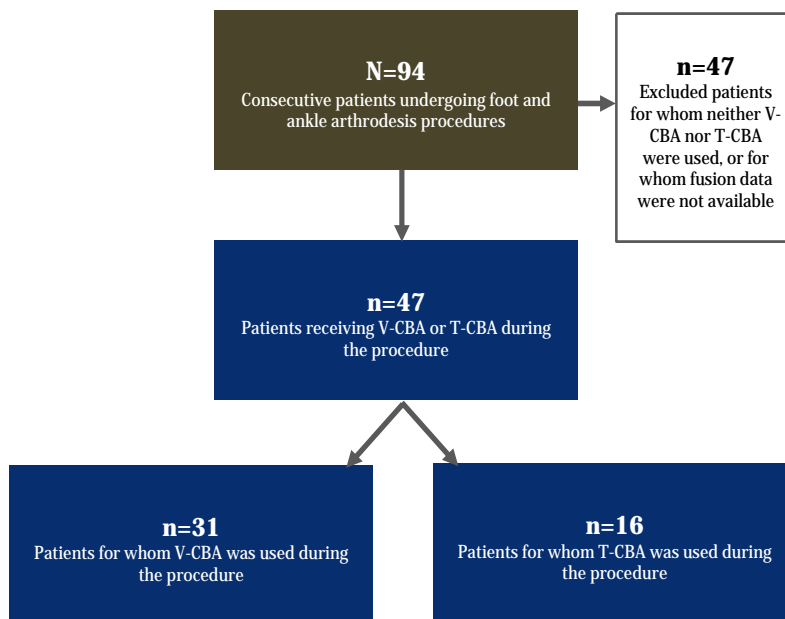 N=94
Consecutive patients undergoing foot and
ankle arthrodesis procedures
n=47
Excluded patients
for whom neither V-
CBA nor T-CBA
were used, or for
whom fusion data
were not available
n=47
Patients receiving V-CBA or T-CBA during
the procedure
n=31
Patients for whom V-CBA was used during
the procedure
n=16
Patients for whom T-CBA was used during
the procedure